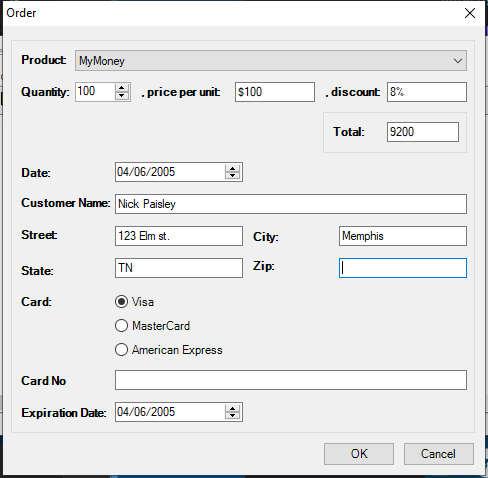 Order
Product: MyMoney
Quantity: 100 , price per unit: $100 , discount: 8%
Total: 9200
Date: 04/06/2005
Customer Name: Nick Paisley
Street: 123 Elm st. City: Memphis
State: TN Zip:
Card: Visa
MasterCard
American Express
Card No
Expiration Date: 04/06/2005
OK Cancel